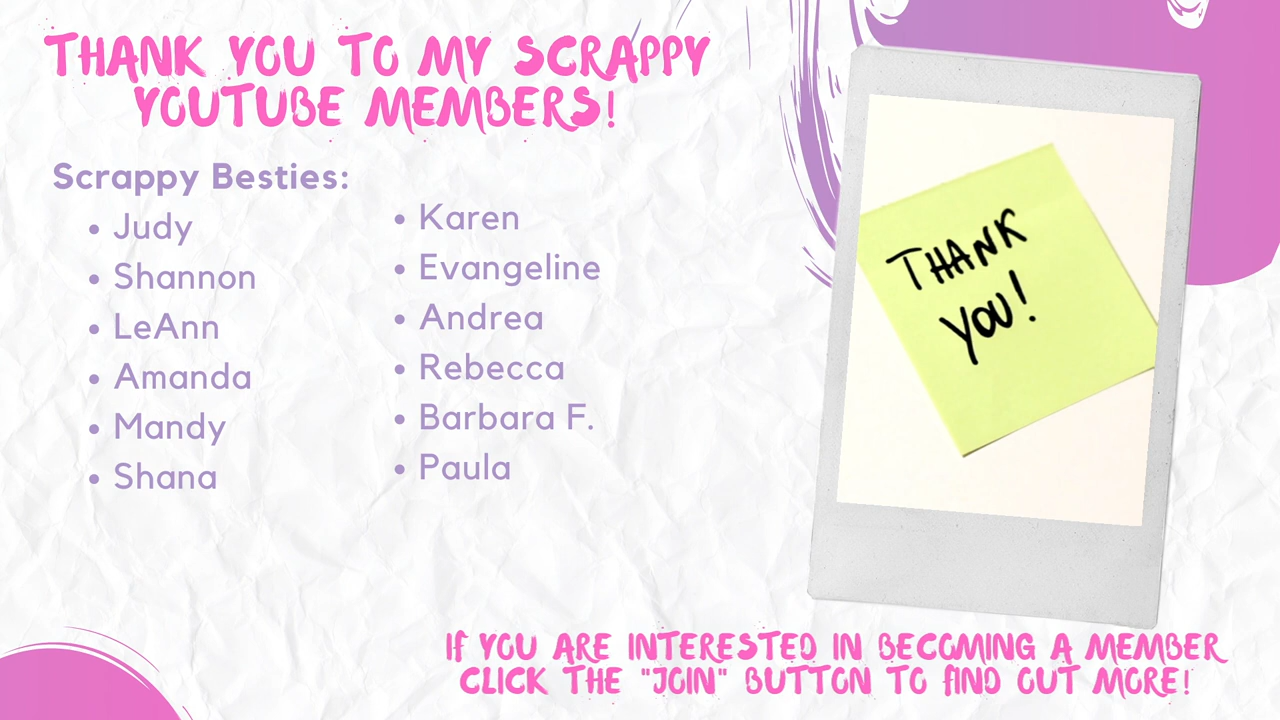 THANK YOU TO MY SCRAPPY
YOUTUBE MEMBERS!
Scrappy Besties:
• Judy
• Shannon
• LeAnn
• Amanda
• Mandy
• Shana
• Karen
• Evangeline
• Andrea
• Rebecca
• Barbara F.
• Paula
THANK
YOU!
IF YOU ARE INTERESTED IN BECOMING A MEMBER
CLICK THE "JOIN" BUTTON TO FIND OUT MORE!